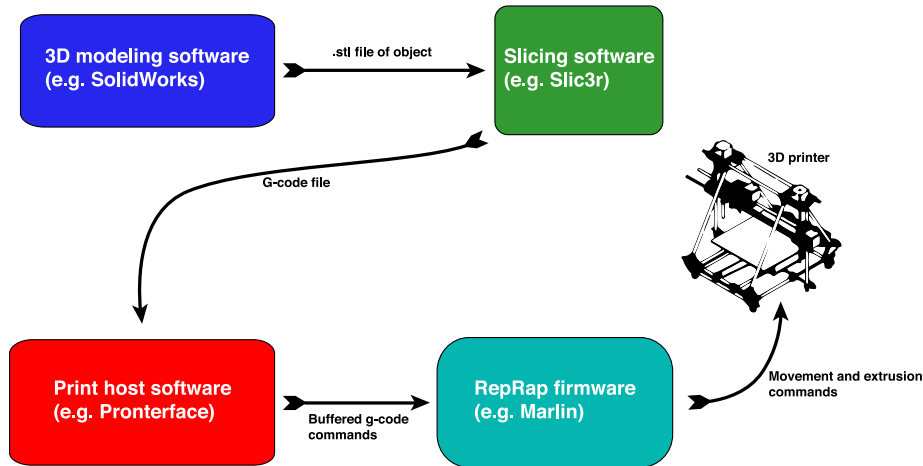 3D modeling software
(e.g. SolidWorks)
.stl file of object
Slicing software
(e.g. Slic3r)
3D printer
G-code file
Print host software
(e.g. Pronterface)
Buffered g-code
commands
RepRap firmware
(e.g. Marlin)
Movement and extrusion
commands